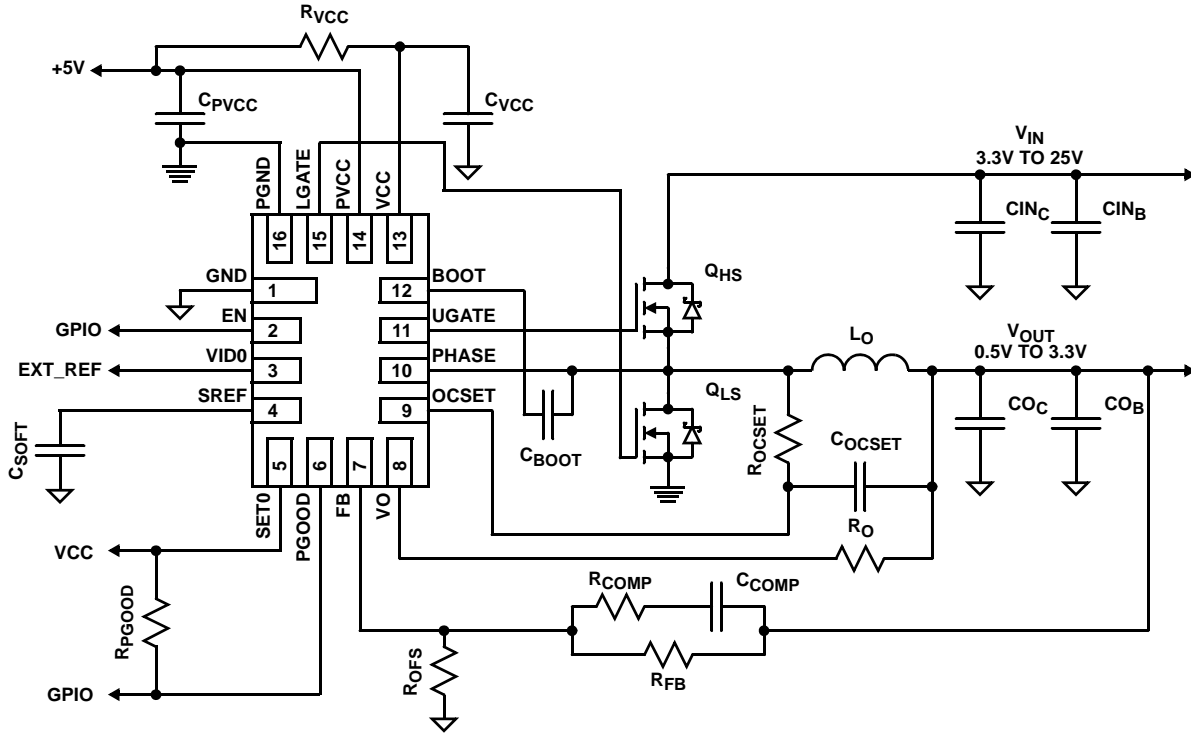 RVCC
+5V
CPVCC
CVCC
PGND
LGATE
PVCC
VCC
VIN
3.3V TO 25V
CINC
CINB
16
15
14
13
GND
1
12
BOOT
QHS
EN
2
11
UGATE
GPIO
VID0
3
10
PHASE
EXT_REF
LO
VOUT
0.5V TO 3.3V
SREF
4
9
OCSET
QLS
COC
COB
CSOFT
CBOOT
ROCSET
COCSET
5
6
7
8
SET0
PGOOD
FB
VO
RO
VCC
RPGOOD
GPIO
RCOMP
CCOMP
ROFS
RFB